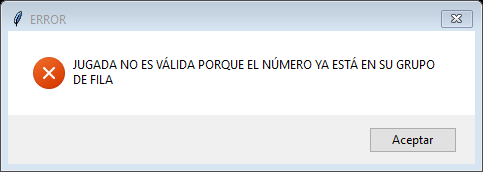 ERROR
JUGADA NO ES VÁLIDA PORQUE EL NÚMERO YA ESTÁ EN SU GRUPO
DE FILA
Aceptar